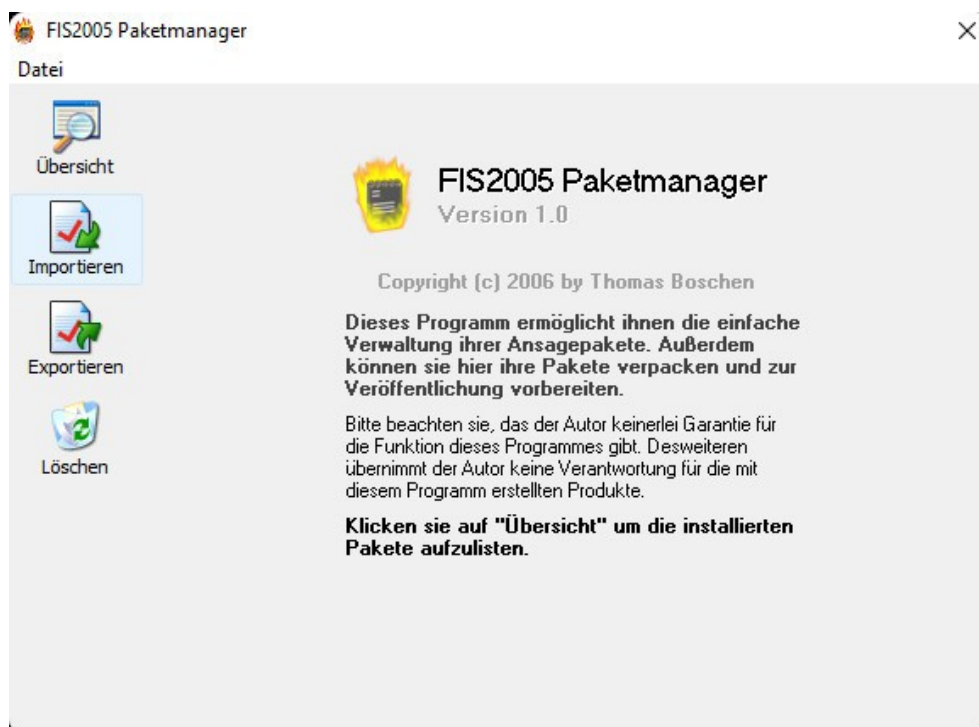 FIS2005 Paketmanager
Datei
Übersicht
Importieren
Exportieren
Löschen
FIS2005 Paketmanager
Version 1.0
Copyright (c) 2006 by Thomas Boschen
Dieses Programm ermöglicht ihnen die einfache
Verwaltung ihrer Ansagepakete. Außerdem
können sie hier ihre Pakete verpacken und zur
Veröffentlichung vorbereiten.
Bitte beachten sie, das der Autor keinerlei Garantie für
die Funktion dieses Programmes gibt. Desweiteren
übernimmt der Autor keine Verantwortung für die mit
diesem Programm erstellten Produkte.
Klicken sie auf "Übersicht" um die installierten
Pakete aufzulisten.